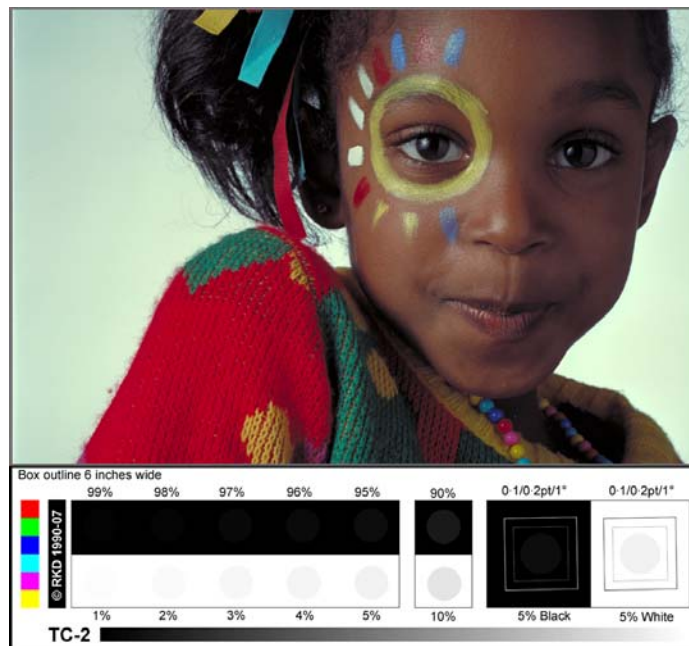 Box outline 6 inches wide
99% 98% 97% 96% 95% 90% 0·1/0·2pt/1° 0·1/0·2pt/1°
© RKD 1990-07
1% 2% 3% 4% 5% 10% 5% Black 5% White
TC-2